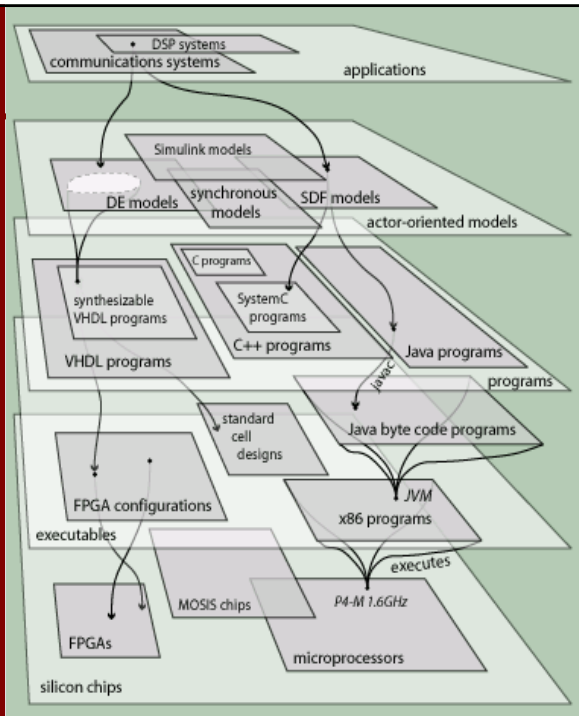 DSP systems
communications systems
applications
Simulink models
synchronous
models
DE models
SDF models
actor-oriented models
C programs
synthesizable
VHDL programs
SystemC
programs
C++ programs
Java programs
VHDL programs
javac
programs
standard
cell
designs
Java byte code programs
FPGA configurations
JVM
x86 programs
executables
executes
P4-M 1.6GHz
MOSIS chips
FPGAs
microprocessors
silicon chips